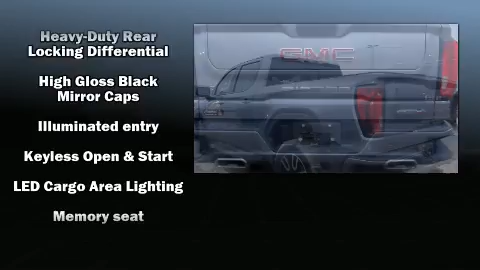 Heavy-Duty Rear
Locking Differential
High Gloss Black
Mirror Caps
Illuminated entry
Keyless Open & Start
LED Cargo Area Lighting
Memory seat
GMC